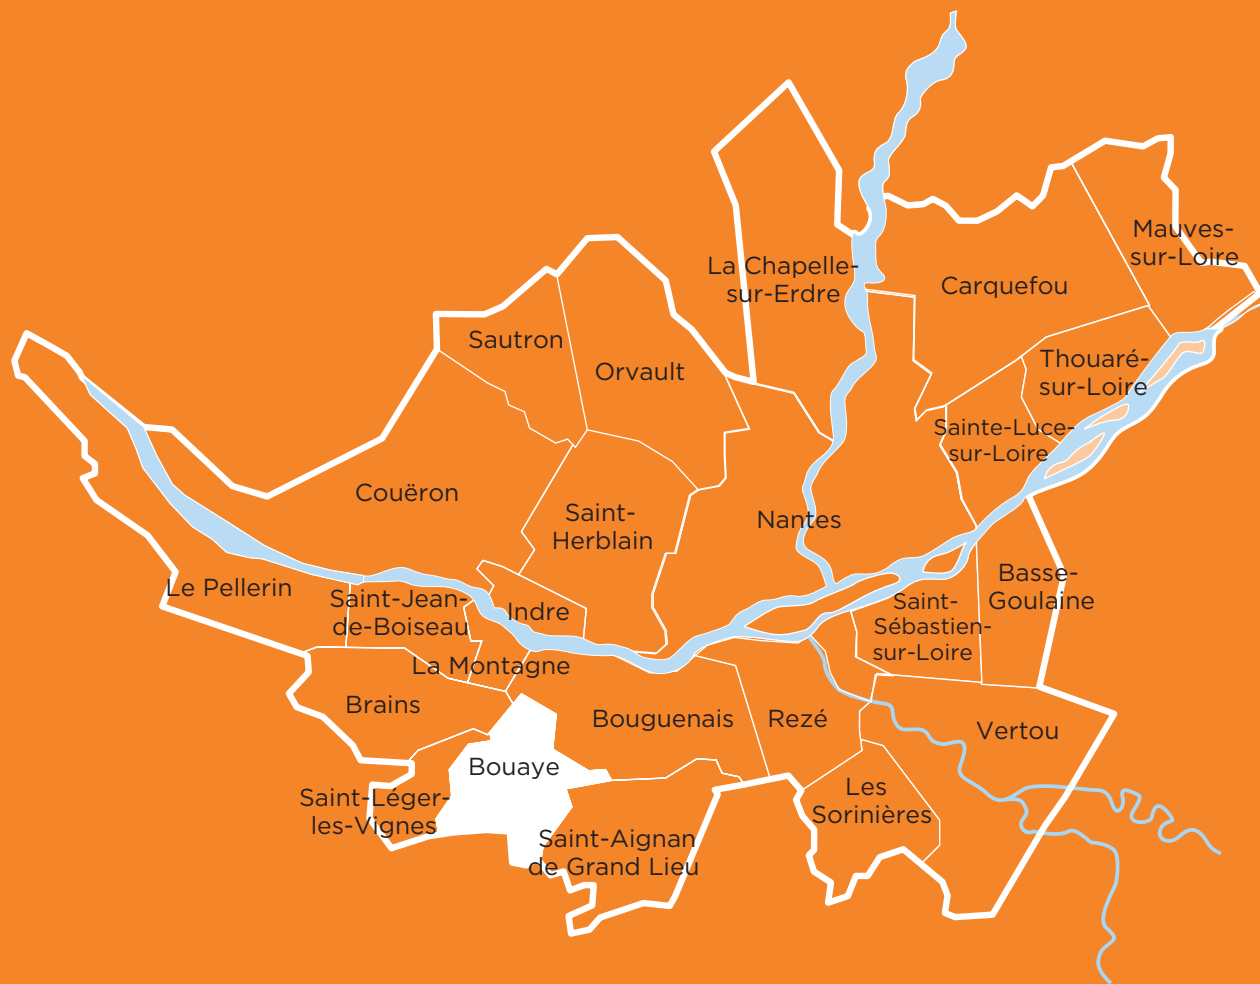 Mauves-
sur-Loire
La Chapelle-
sur-Erdre
Carquefou
Sautron
Orvault
Thouaré-
sur-Loire
Sainte-Luce-
sur-Loire
Couëron
Saint-
Herblain
Nantes
Le Pellerin
Saint-Jean-
de-Boiseau
Indre
Basse-
Goulaine
Saint-
Sébastien-
sur-Loire
La Montagne
Brains
Bouguenais
Rezé
Vertou
Bouaye
Saint-Léger-
les-Vignes
Les
Sorinières
Saint-Aignan
de Grand Lieu